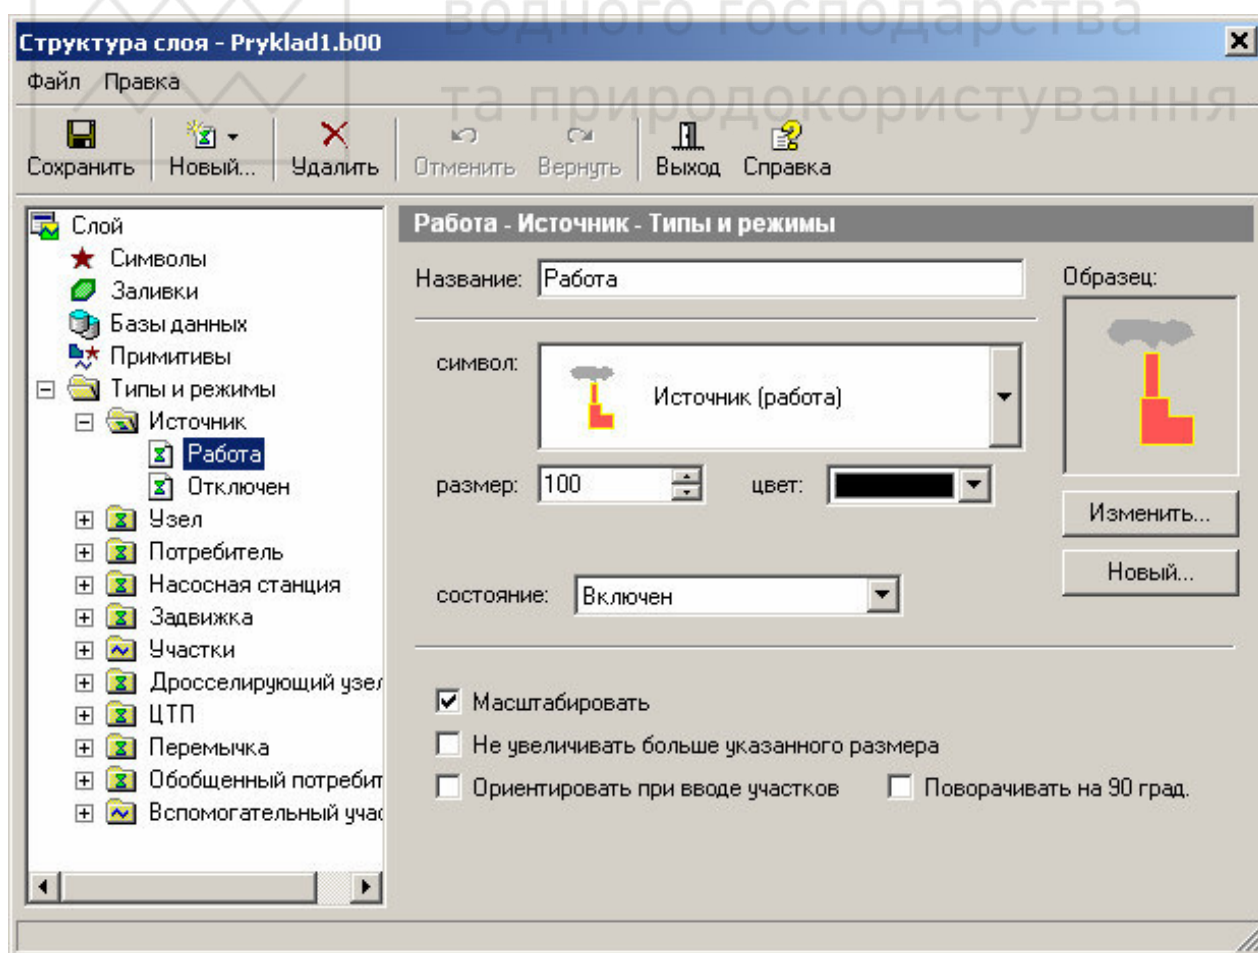 водного господарства
Структура слоя - Pryklad1.b00
Файл Правка
та природокористування
Сохранить Новый... Удалить Отменить Вернуть Выход Справка
Слой
Символы
Заливки
Базы данных
Примитивы
Типы и режимы
Источник
Работа
Отключен
Узел
Потребитель
Насосная станция
Задвижка
Участки
Дросселирующий узел
ЦТП
Перемычка
Обобщенный потребит
Вспомогательный учас
Работа - Источник - Типы и режимы
Название: Работа
Образец:
символ: Источник (работа)
размер: 100 цвет:
Изменить...
Новый...
состояние: Включен
Масштабировать
Не увеличивать больше указанного размера
Ориентировать при вводе участков Поворачивать на 90 град.